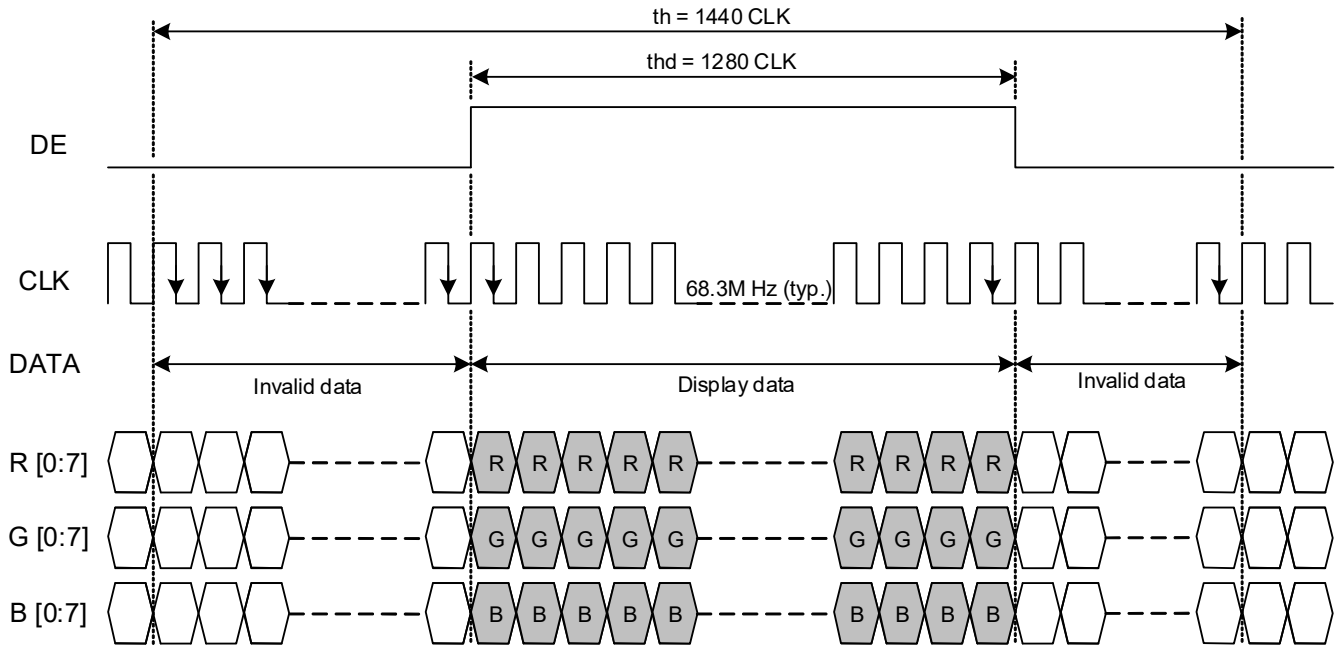 th = 1440 CLK
thd = 1280 CLK
DE
CLK
68.3M Hz (typ.)
DATA
Invalid data
Display data
Invalid data
R [0:7]
R R R R R R R R R
G [0:7]
G G G G G G G G G
B [0:7]
B B B B B B B B B